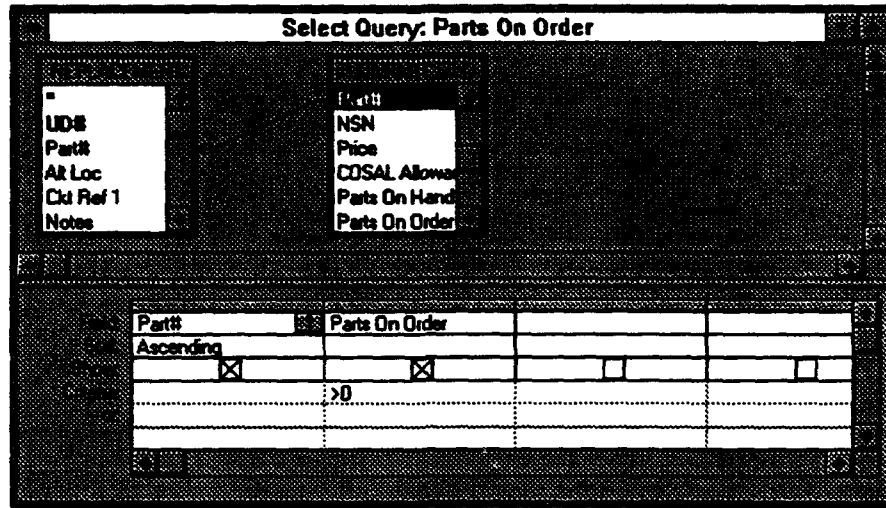 Select Query: Parts On Order
*
UD#
Part#
Alt Loc
Ckt Ref 1
Notes
Part#
NSN
Price
COSAL Allowa
Parts On Hand
Parts On Order
Part# Parts On Order
Ascending
>0